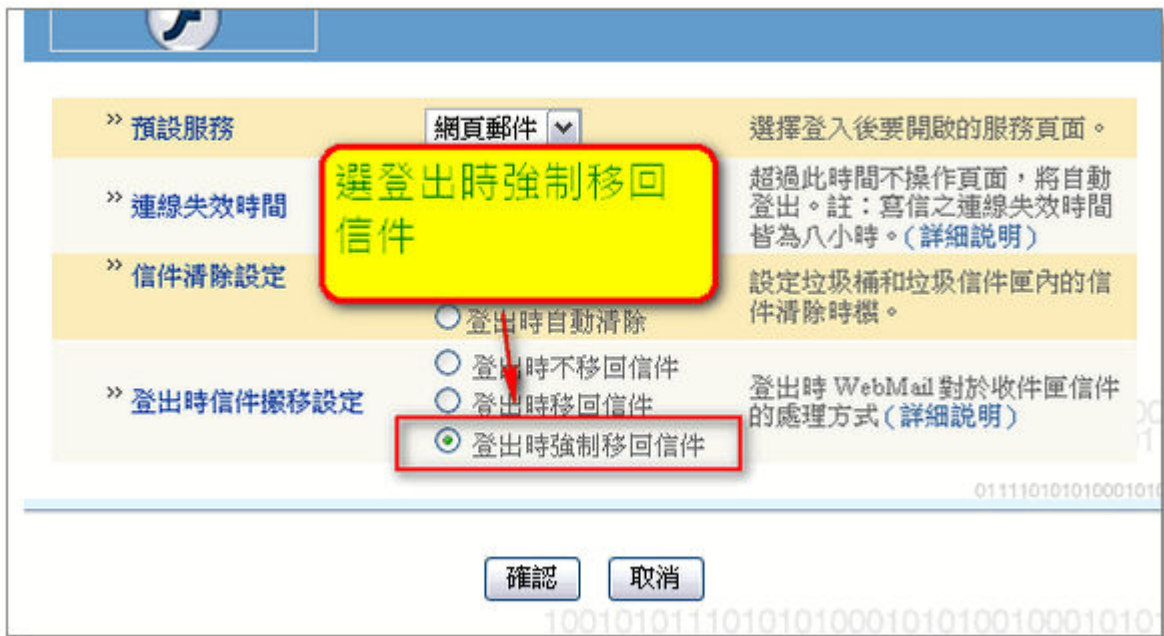 » 預設服務 網頁郵件 選擇登入後要開啟的服務頁面。
選登出時強制移回
信件
» 連線失效時間
超過此時間不操作頁面，將自動
登出。註：寫信之連線失效時間
皆為八小時。(詳細說明)
» 信件清除設定
登出時自動清除
設定垃圾桶和垃圾信件匣內的信
件清除時機。
» 登出時信件搬移設定
登出時不移回信件
登出時移回信件
登出時強制移回信件
登出時 WebMail 對於收件匣信件
的處理方式(詳細說明)
確認 取消